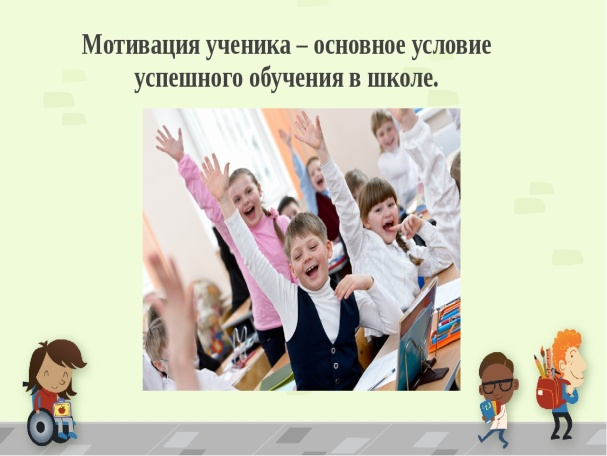 Мотивация ученика – основное условие
успешного обучения в школе.